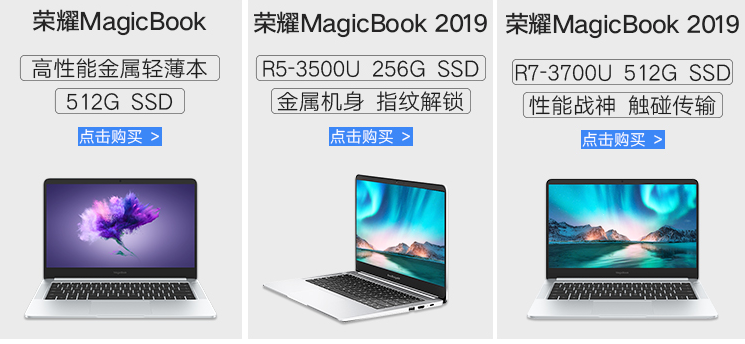 荣耀MagicBook
高性能金属轻薄本
512G SSD
点击购买 >
荣耀MagicBook 2019
R5-3500U 256G SSD
金属机身 指纹解锁
点击购买 >
荣耀MagicBook 2019
R7-3700U 512G SSD
性能战神 触碰传输
点击购买 >